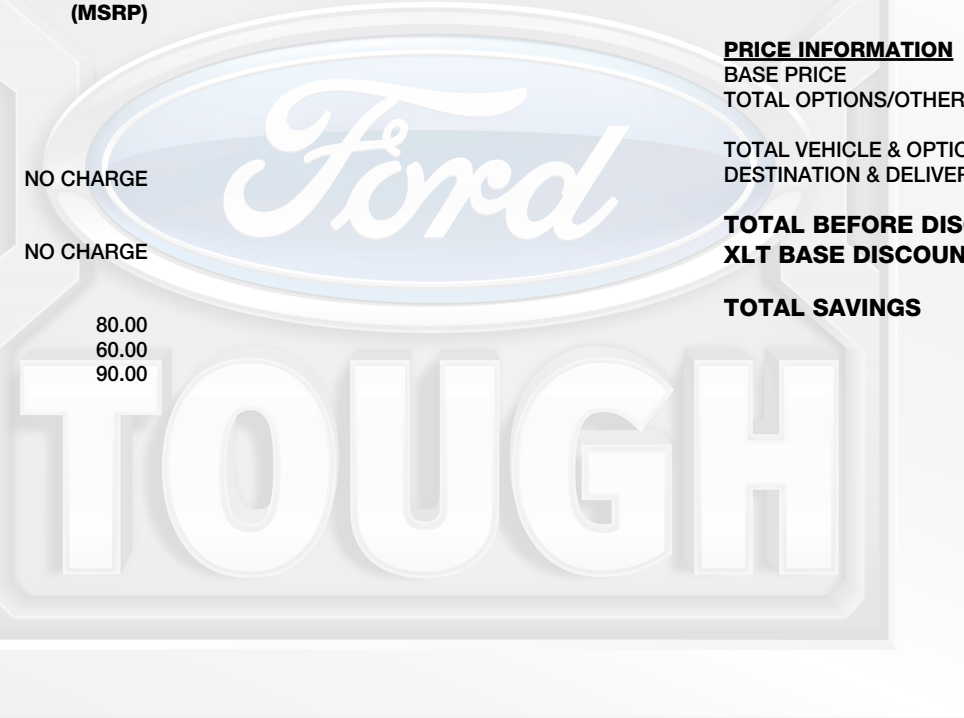 (MSRP)
NO CHARGE
NO CHARGE
80.00
60.00
90.00
Ford
TOUGH
PRICE INFORMATION
BASE PRICE
TOTAL OPTIONS/OTHER
TOTAL VEHICLE & OPTIO
DESTINATION & DELIVER
TOTAL BEFORE DISC
XLT BASE DISCOUN
TOTAL SAVINGS